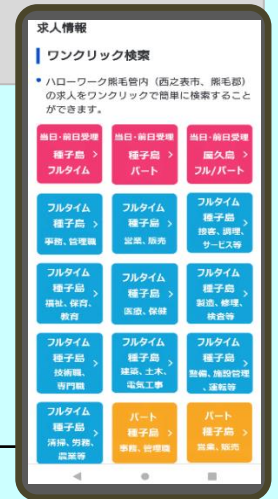 求人情報
ワンクリック検索
ハローワーク熊毛管内（西之表市、熊毛郡）
の求人をワンクリックで簡単に検索すること
ができます。
当日・前日受理
種子島
フルタイム
当日・前日受理
種子島
パート
当日・前日受理
屋久島
フル/パート
フルタイム
種子島
事務、管理職
フルタイム
種子島
営業、販売
フルタイム
種子島
接客、調理、
サービス等
フルタイム
種子島
福祉、保育、
教育
フルタイム
種子島
医療、保健
フルタイム
種子島
製造、修理、
検査等
フルタイム
種子島
技術職、
専門職
フルタイム
種子島
建築、土木、
電気工事
フルタイム
種子島
警備、施設管理
、運転等
フルタイム
種子島
清掃、労務、
農業等
パート
種子島
事務、管理職
パート
種子島
営業、販売